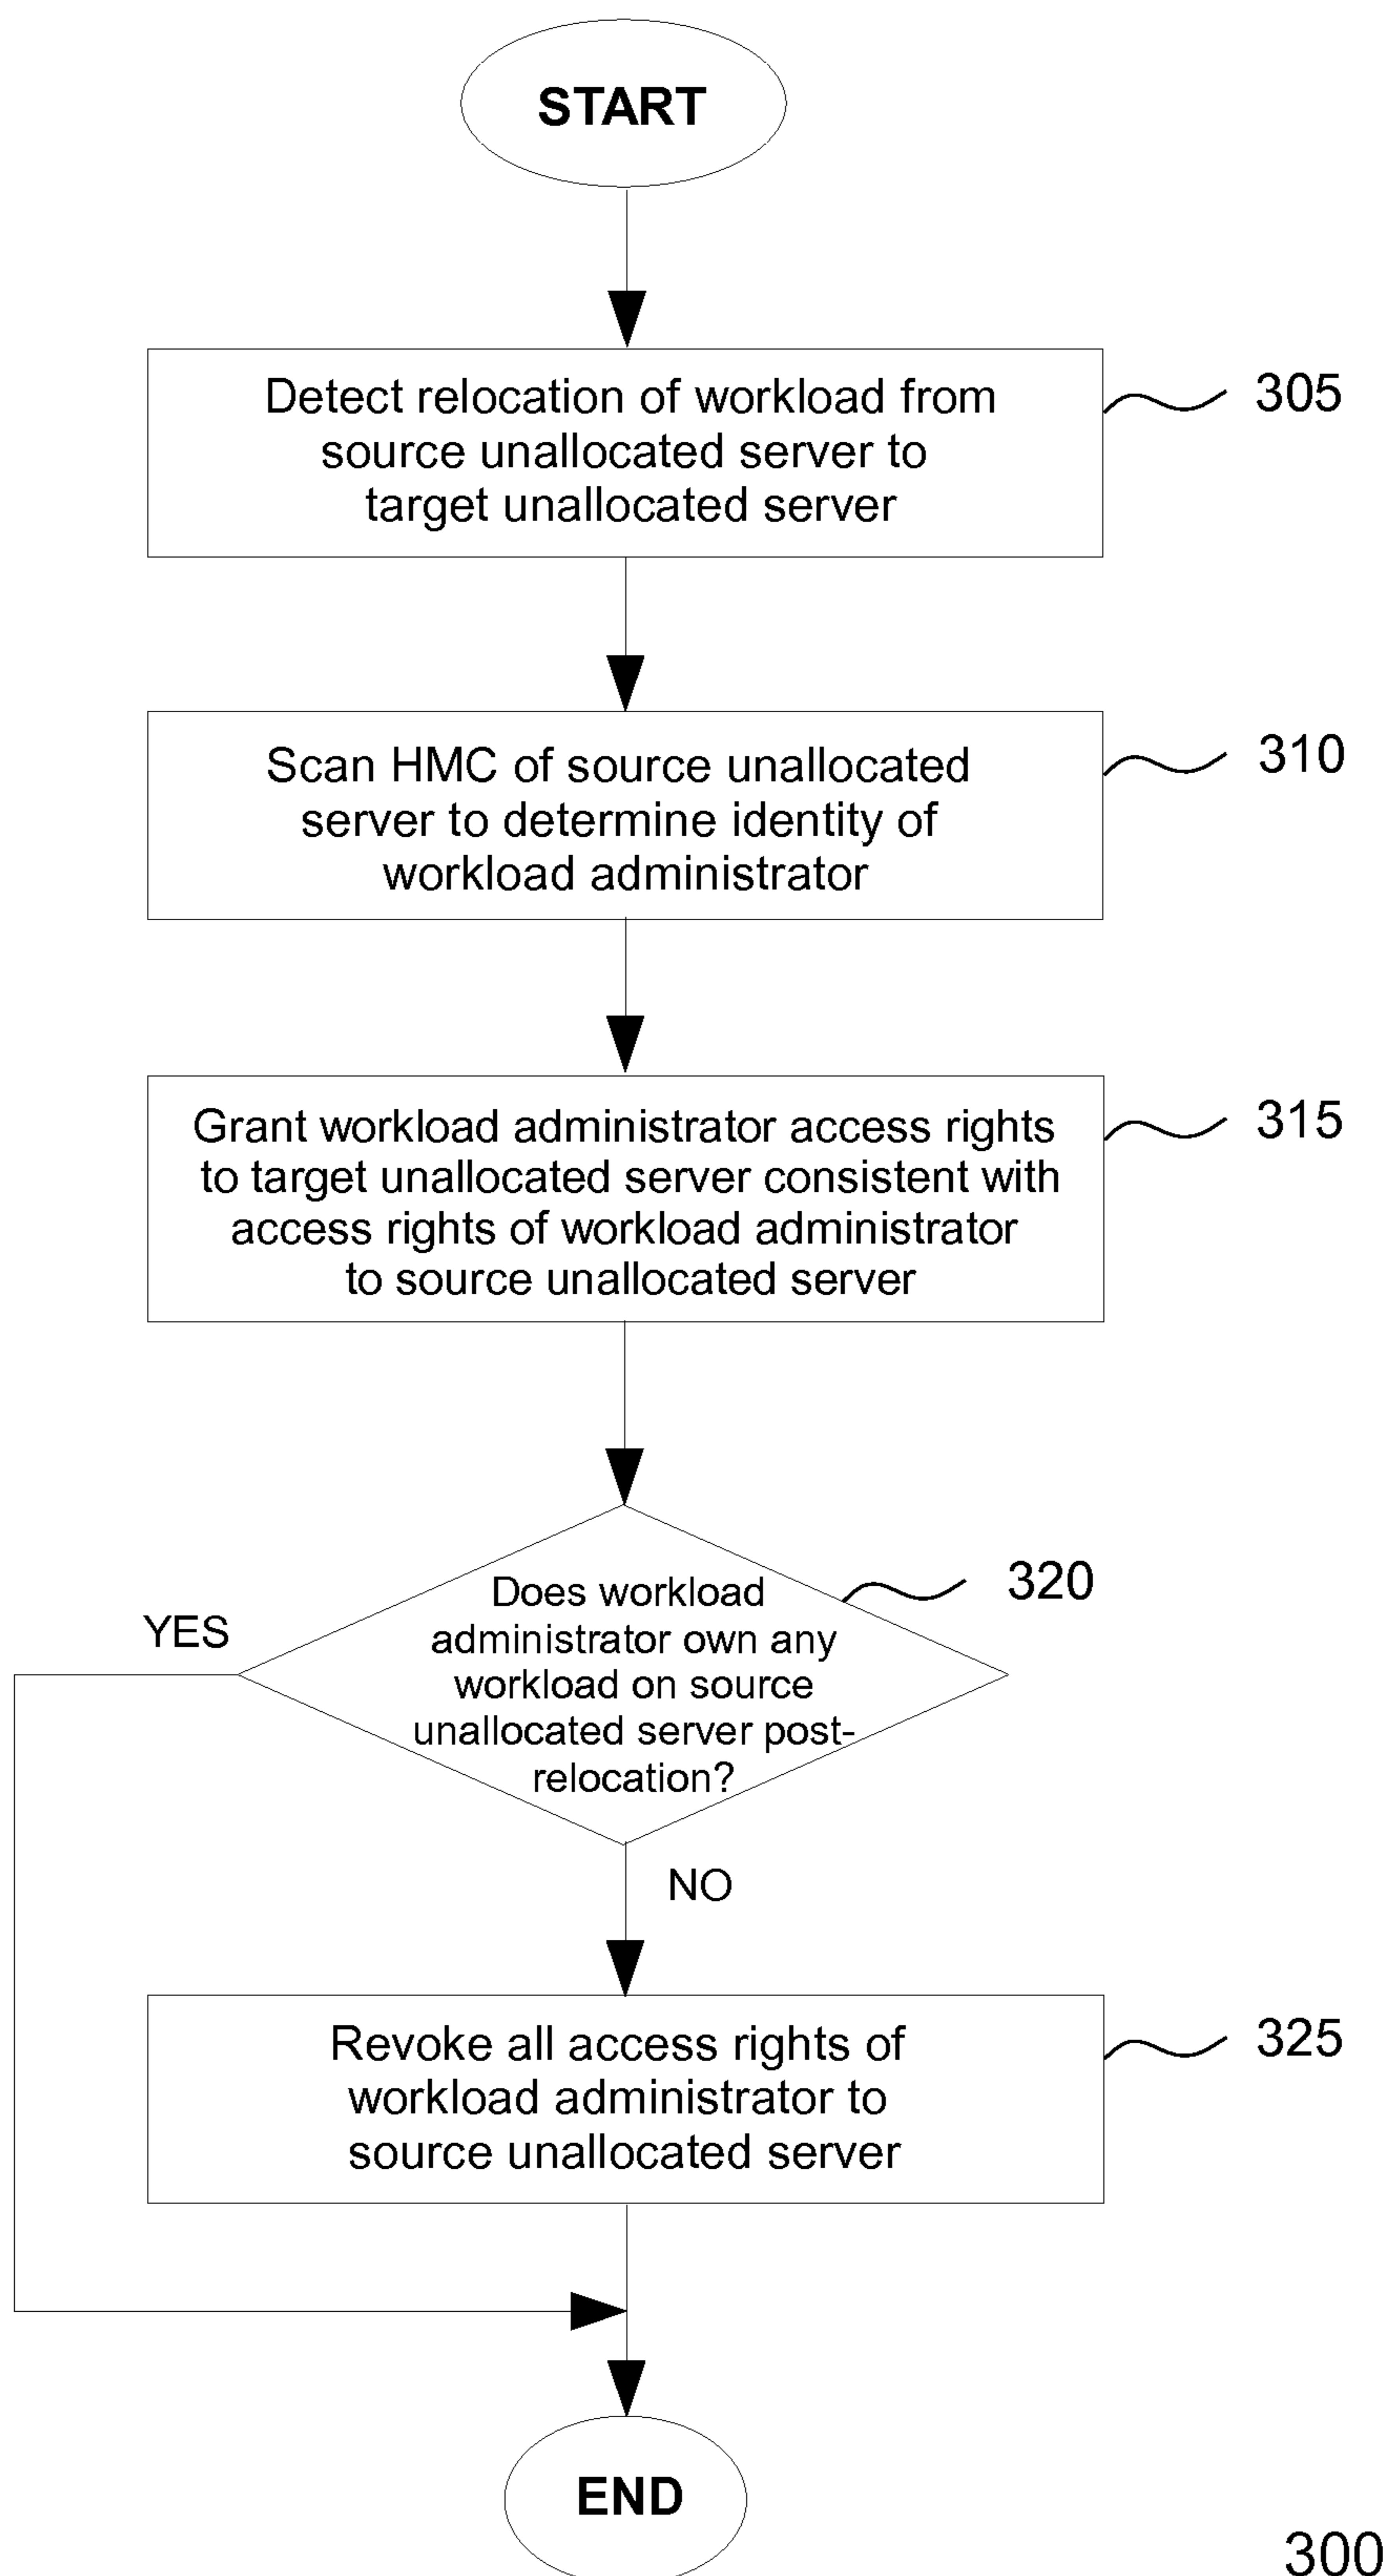 START
Detect relocation of workload from
source unallocated server to
target unallocated server
305
Scan HMC of source unallocated
server to determine identity of
workload administrator
310
Grant workload administrator access rights
to target unallocated server consistent with
access rights of workload administrator
to source unallocated server
315
Does workload
administrator own any
workload on source
unallocated server post-
relocation?
320
YES
NO
Revoke all access rights of
workload administrator to
source unallocated server
325
END
300